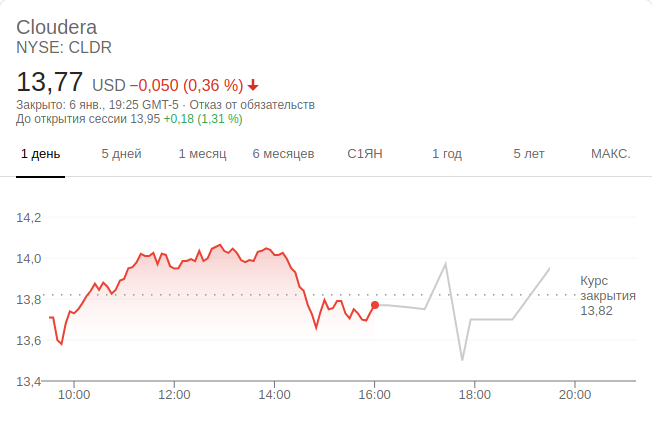 Cloudera
NYSE: CLDR
13,77 USD −0,050 (0,36 %)
Закрыто: 6 янв., 19:25 GMT-5 · Отказ от обязательств
До открытия сессии 13,95 +0,18 (1,31 %)
1 день 5 дней 1 месяц 6 месяцев С1ЯН 1 год 5 лет МАКС.
14,2
14,0
13,8
13,6
13,4
Курс
закрытия
13,82
10:00 12:00 14:00 16:00 18:00 20:00